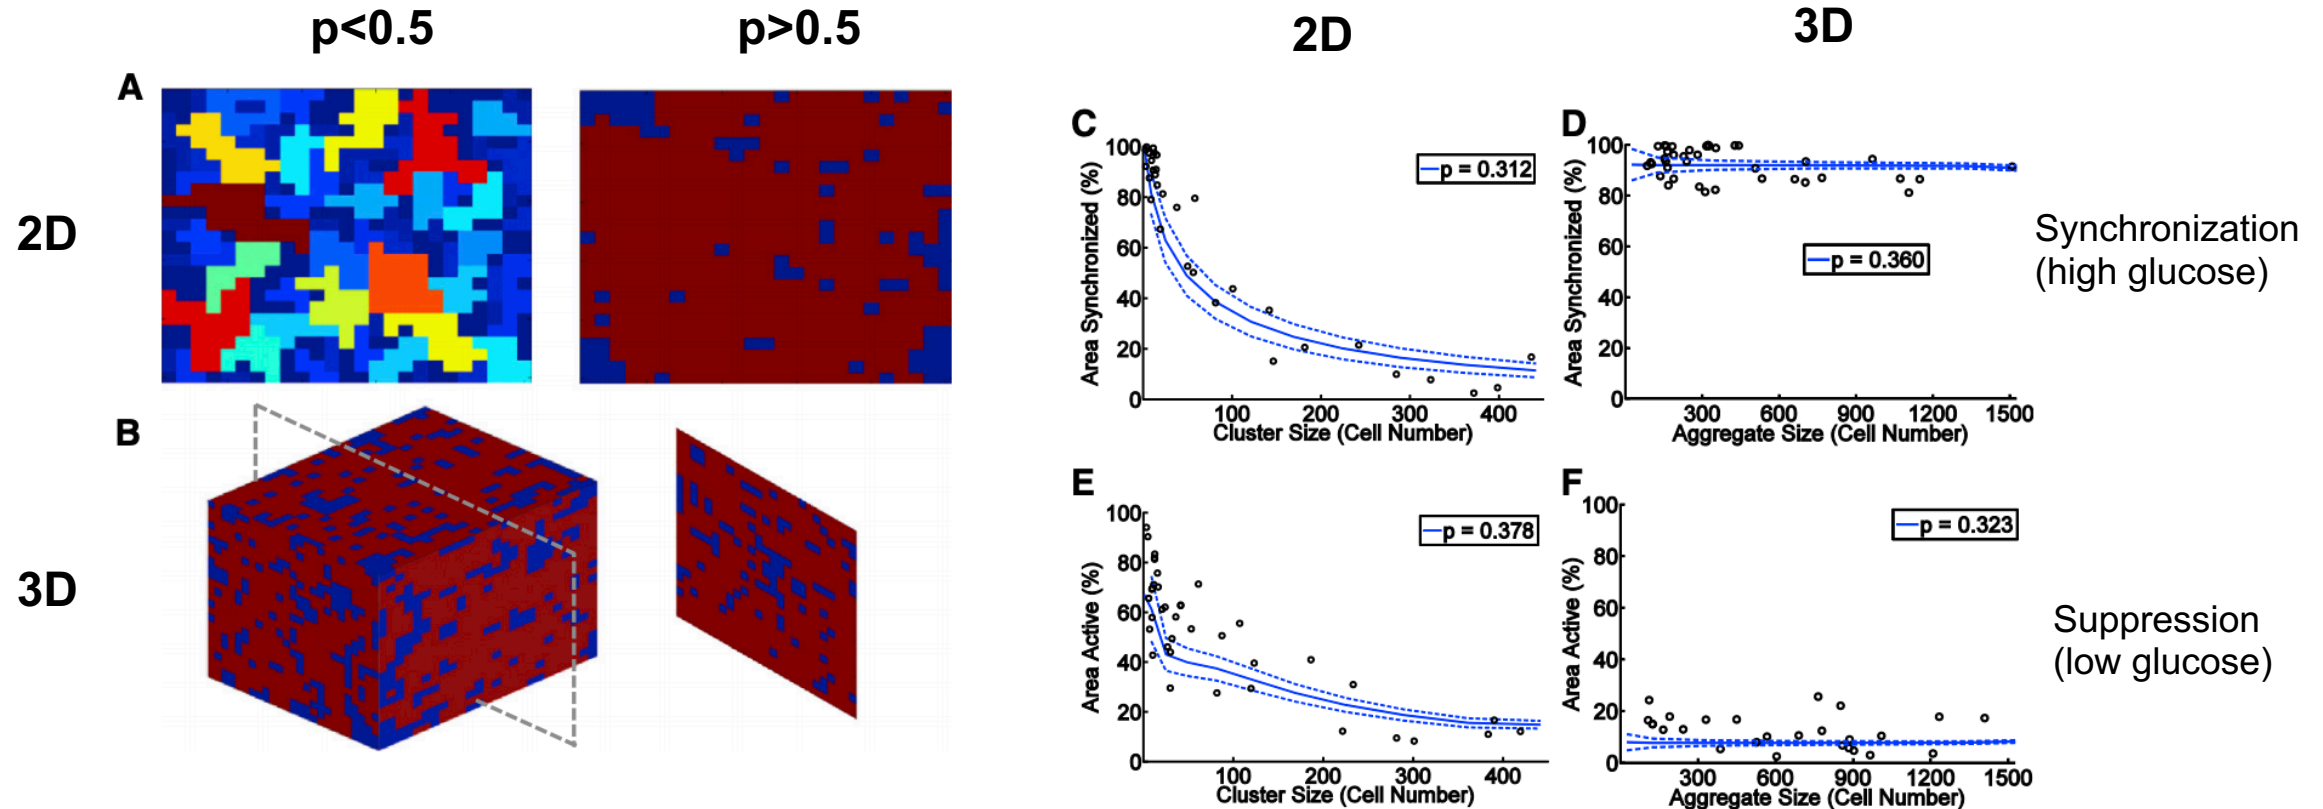 p<0.5
p>0.5
2D
3D
A
2D
B
3D
C
100
80
60
40
20
0
Area Synchronized (%)
p = 0.312
100
200
300
400
Cluster Size (Cell Number)
D
100
80
60
40
20
0
Area Synchronized (%)
p = 0.360
300
600
900
1200
1500
Aggregate Size (Cell Number)
Synchronization
(high glucose)
E
100
80
60
40
20
0
Area Active (%)
p = 0.378
100
200
300
400
Cluster Size (Cell Number)
F
100
80
60
40
20
0
Area Active (%)
p = 0.323
300
600
900
1200
1500
Aggregate Size (Cell Number)
Suppression
(low glucose)